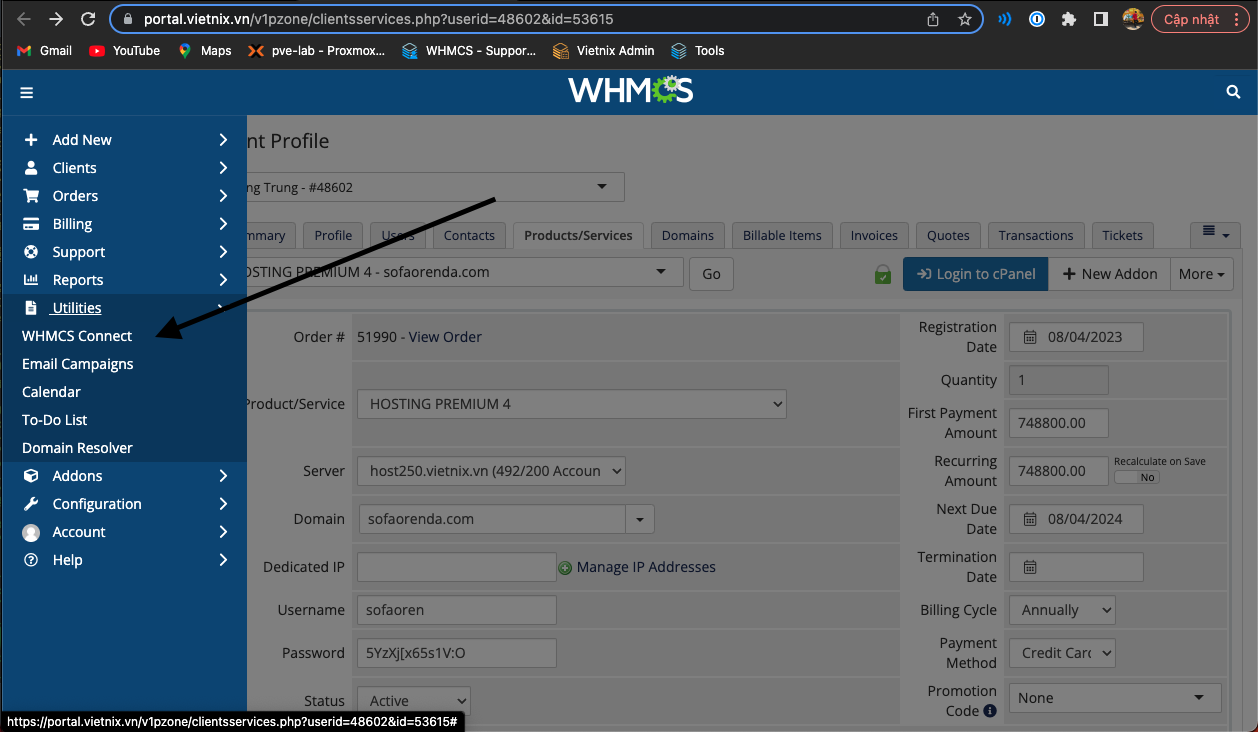 portal.vietnix.vn/v1pzone/clientsservices.php?userid=48602&id=53615
Cập nhật
Gmail
YouTube
Maps
pve-lab - Proxmox...
WHMCS - Suppor...
Vietnix Admin
Tools
WHMCS
Add New
Clients
Orders
Billing
Support
Reports
Utilities
WHMCS Connect
Email Campaigns
Calendar
To-Do List
Domain Resolver
Addons
Configuration
Account
Help
nt Profile
ng Trung - #48602
mmary
Profile
Users
Contacts
Products/Services
Domains
Billable Items
Invoices
Quotes
Transactions
Tickets
OSTING PREMIUM 4 - sofaorenda.com
Go
Login to cPanel
New Addon
More
Order #
51990 - View Order
Registration
Date
08/04/2023
Quantity
1
Product/Service
HOSTING PREMIUM 4
First Payment
Amount
748800.00
Server
host250.vietnix.vn (492/200 Accoun
Recurring
Amount
748800.00
Recalculate on Save
No
Domain
sofaorenda.com
Next Due
Date
08/04/2024
Dedicated IP
Manage IP Addresses
Termination
Date
Username
sofaoren
Billing Cycle
Annually
Password
5YzXj[x65s1V:O
Payment
Method
Credit Card
Status
Active
Promotion
Code
None
https://portal.vietnix.vn/v1pzone/clientsservices.php?userid=48602&id=53615#